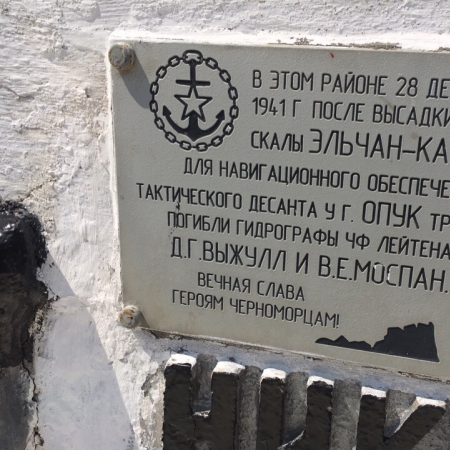 В ЭТОМ РАЙОНЕ 28 ДЕ
1941 Г ПОСЛЕ ВЫСАДКИ
СКАЛЫ ЭЛЬЧАН–КА
ДЛЯ НАВИГАЦИОННОГО ОБЕСПЕЧЕ
ТАКТИЧЕСКОГО ДЕСАНТА У Г. ОПУК ТР
ПОГИБЛИ ГИДРОГРАФЫ ЧФ ЛЕЙТЕНА
Д.Г.ВЫЖУЛЛ И В.Е.МОСПАН.
ВЕЧНАЯ СЛАВА
ГЕРОЯМ ЧЕРНОМОРЦАМ!